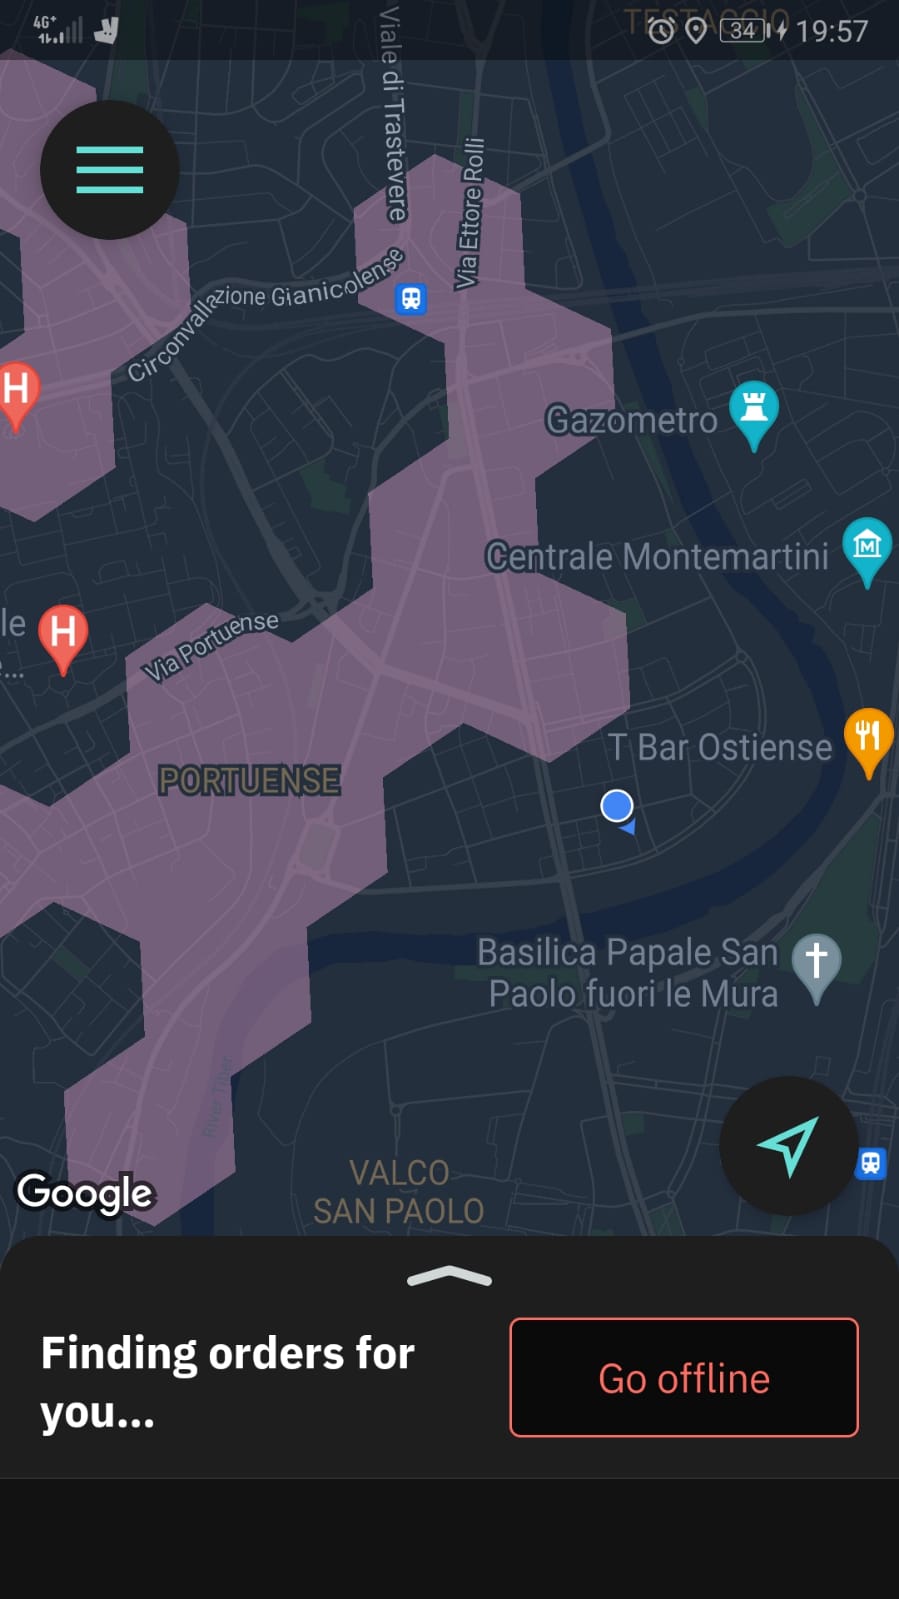 4G+
34
19:57
TESTACCIO
Viale di Trastevere
Via Ettore Rolli
Circonvallazione Gianicolense
H
Gazometro
Centrale Montemartini
M
le
...
H
Via Portuense
T Bar Ostiense
PORTUENSE
Basilica Papale San
Paolo fuori le Mura
River Tiber
VALCO
SAN PAOLO
Google
Finding orders for
you...
Go offline